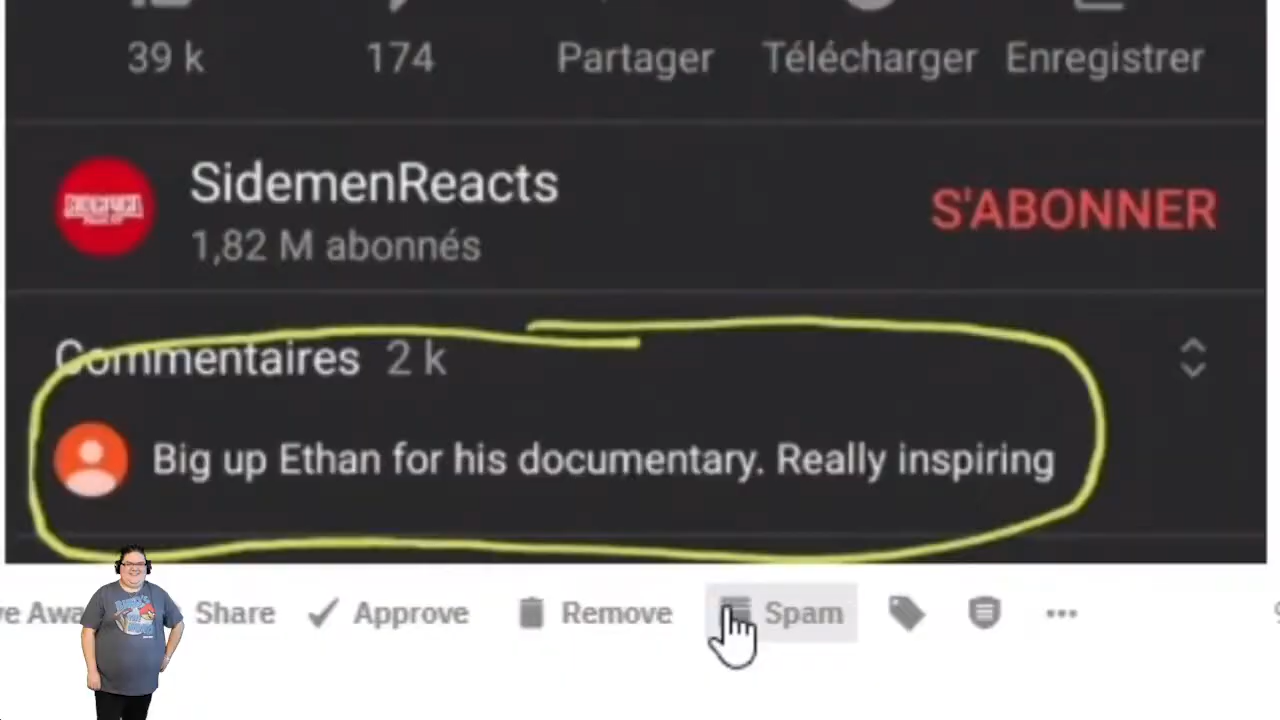 39 k
174
Partager
Télécharger
Enregistrer
SidemenReacts
S'ABONNER
1,82 M abonnés
Commentaires 2 k
Big up Ethan for his documentary. Really inspiring
Share
Approve
Remove
Spam